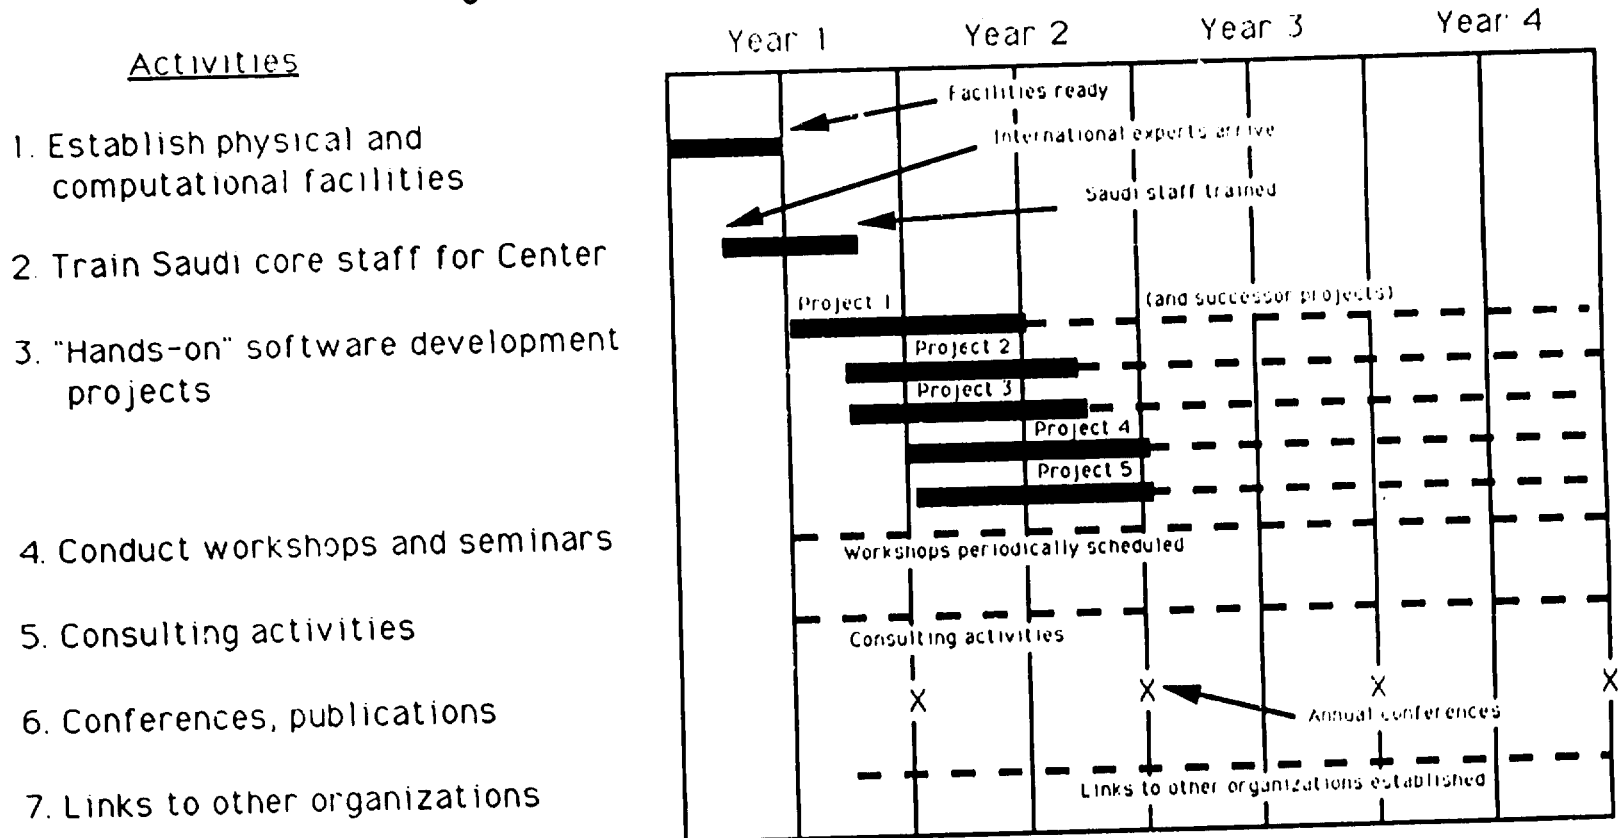 Year 1 Year 2 Year 3 Year 4
Activities
Facilities ready
1. Establish physical and
computational facilities
International experts arrive
Saudi staff trained
2. Train Saudi core staff for Center
Project 1
(and successor projects)
3. "Hands-on" software development
projects
Project 2
Project 3
Project 4
Project 5
4. Conduct workshops and seminars
Workshops periodically scheduled
5. Consulting activities
Consulting activities
X X X X
6. Conferences, publications
Annual conferences
7. Links to other organizations
Links to other organizations established